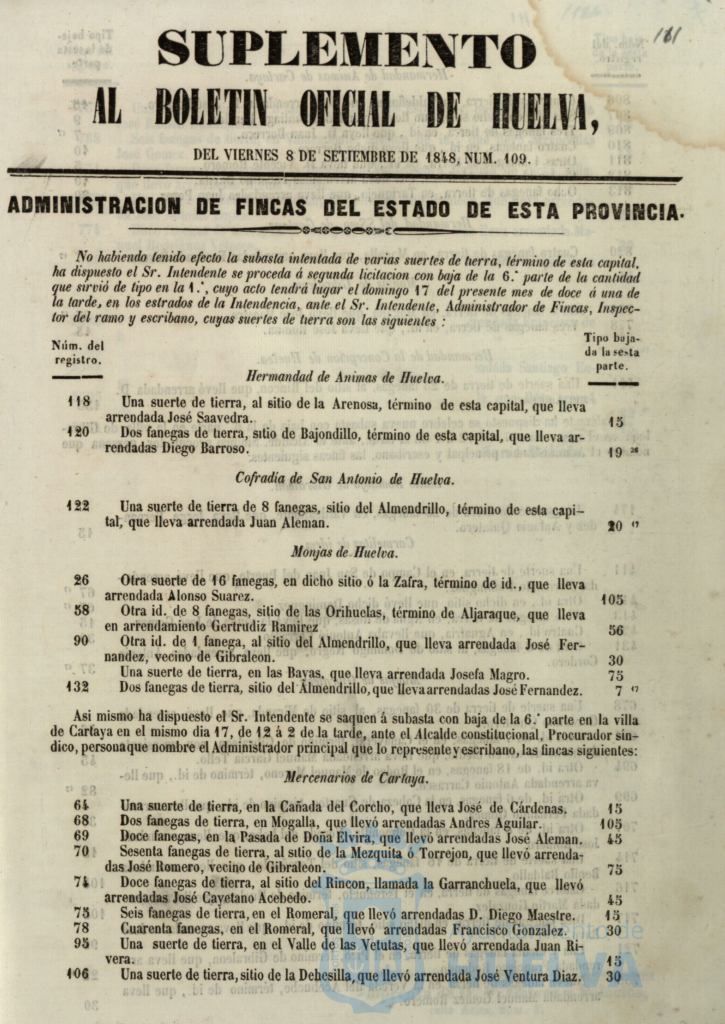 181
SUPLEMENTO
AL BOLETIN OFICIAL DE HUELVA,
DEL VIERNES 8 DE SETIEMBRE DE 1848, NUM. 109.
ADMINISTRACION DE FINCAS DEL ESTADO DE ESTA PROVINCIA.
No habiendo tenido efecto la subasta intentada de varias suertes de tierra, término de esta capital,
ha dispuesto el Sr. Intendente se proceda á segunda licitacion con baja de la 6.ª parte de la cantidad
que sirvió de tipo en la 1.ª, cuyo acto tendrá lugar el domingo 17 del presente mes de doce á una de
la tarde, en los estrados de la Intendencia, ante el Sr. Intendente, Administrador de Fincas, Inspec-
tor del ramo y escribano, cuyas suertes de tierra son las siguientes :
Núm. del
registro.
Tipo baja-
da la sesta
parte.
Hermandad de Animas de Huelva.
118 Una suerte de tierra, al sitio de la Arenosa, término de esta capital, que lleva
arrendada José Saavedra. 15
120 Dos fanegas de tierra, sitio de Bajondillo, término de esta capital, que lleva ar-
rendadas Diego Barroso. 19 26
Cofradia de San Antonio de Huelva.
122 Una suerte de tierra de 8 fanegas, sitio del Almendrillo, término de esta capi-
tal, que lleva arrendada Juan Aleman. 20 17
Monjas de Huelva.
26 Otra suerte de 16 fanegas, en dicho sitio ó la Zafra, término de id., que lleva
arrendada Alonso Suarez. 105
58 Otra id. de 8 fanegas, sitio de las Orihuelas, término de Aljaraque, que lleva
en arrendamiento Gertrudiz Ramirez 56
90 Otra id. de 1 fanega, al sitio del Almendrillo, que lleva arrendada José Fer-
nandez, vecino de Gibraleon. 30
Una suerte de tierra, en las Bayas, que lleva arrendada Josefa Magro. 75
132 Dos fanegas de tierra, sitio del Almendrillo, que lleva arrendadas José Fernandez. 7 17
Asi mismo ha dispuesto el Sr. Intendente se saquen á subasta con baja de la 6.ª parte en la villa
de Cartaya en el mismo dia 17, de 12 á 2 de la tarde, ante el Alcalde constitucional, Procurador sín-
dico, persona que nombre el Administrador principal que lo represente y escribano, las fincas siguientes:
Mercenarios de Cartaya.
64 Una suerte de tierra, en la Cañada del Corcho, que lleva José de Cárdenas. 15
68 Dos fanegas de tierra, en Mogalla, que llevó arrendadas Andres Aguilar. 105
69 Doce fanegas, en la Pasada de Doña Elvira, que llevó arrendadas José Aleman. 45
70 Sesenta fanegas de tierra, al sitio de la Mezquita ó Torrejon, que llevó arrenda-
das José Romero, vecino de Gibraleon. 75
74 Doce fanegas de tierra, al sitio del Rincon, llamada la Garranchuela, que llevó
arrendadas José Cayetano Acebedo. 45
75 Seis fanegas de tierra, en el Romeral, que llevó arrendadas D. Diego Maestre. 15
78 Cuarenta fanegas, en el Romeral, que llevó arrendadas Francisco Gonzalez. 30
95 Una suerte de tierra, en el Valle de las Vetutas, que llevó arrendada Juan Ri-
vera. 15
106 Una suerte de tierra, sitio de la Dehesilla, que llevó arrendada José Ventura Diaz. 30
HUELVA